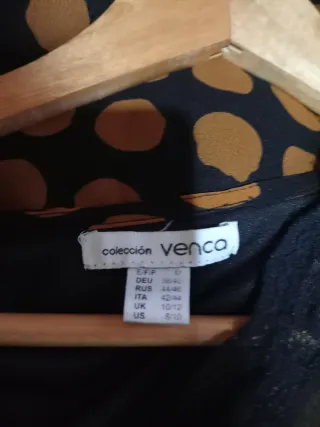 colección venca
E/F/P
DEU 38/40
RUS 44/46
ITA 42/44
UK 10/12
US 8/10